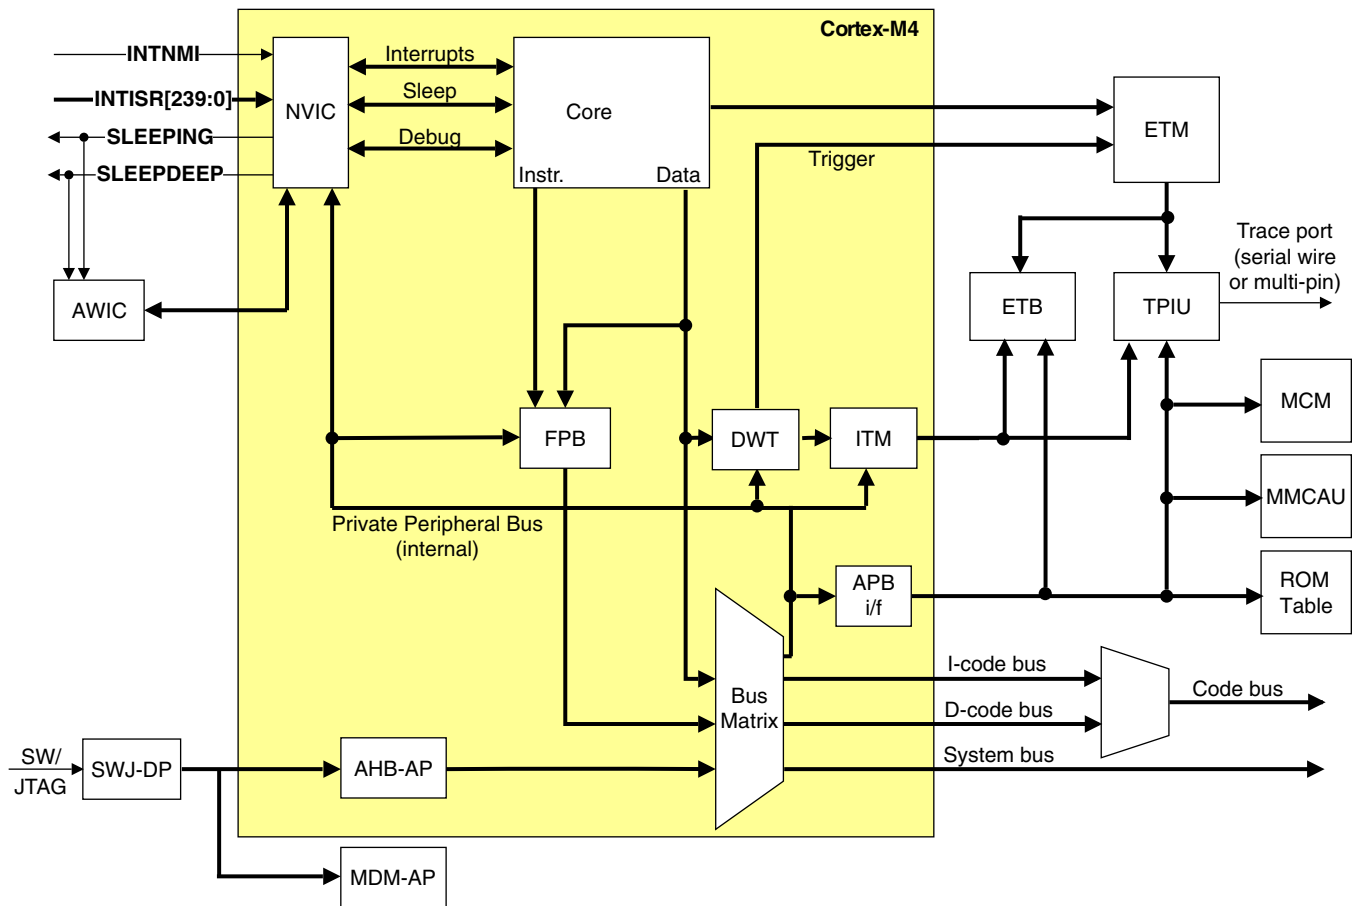 Cortex-M4
INTNMI
INTISR[239:0]
SLEEPING
SLEEPDEEP
NVIC
Interrupts
Sleep
Debug
Core
Instr.
Data
Trigger
ETM
AWIC
ETB
TPIU
Trace port
(serial wire
or multi-pin)
FPB
DWT
ITM
MCM
MMCAU
ROM
Table
Private Peripheral Bus
(internal)
APB
i/f
Bus
Matrix
I-code bus
D-code bus
System bus
Code bus
SW/
JTAG
SWJ-DP
AHB-AP
MDM-AP